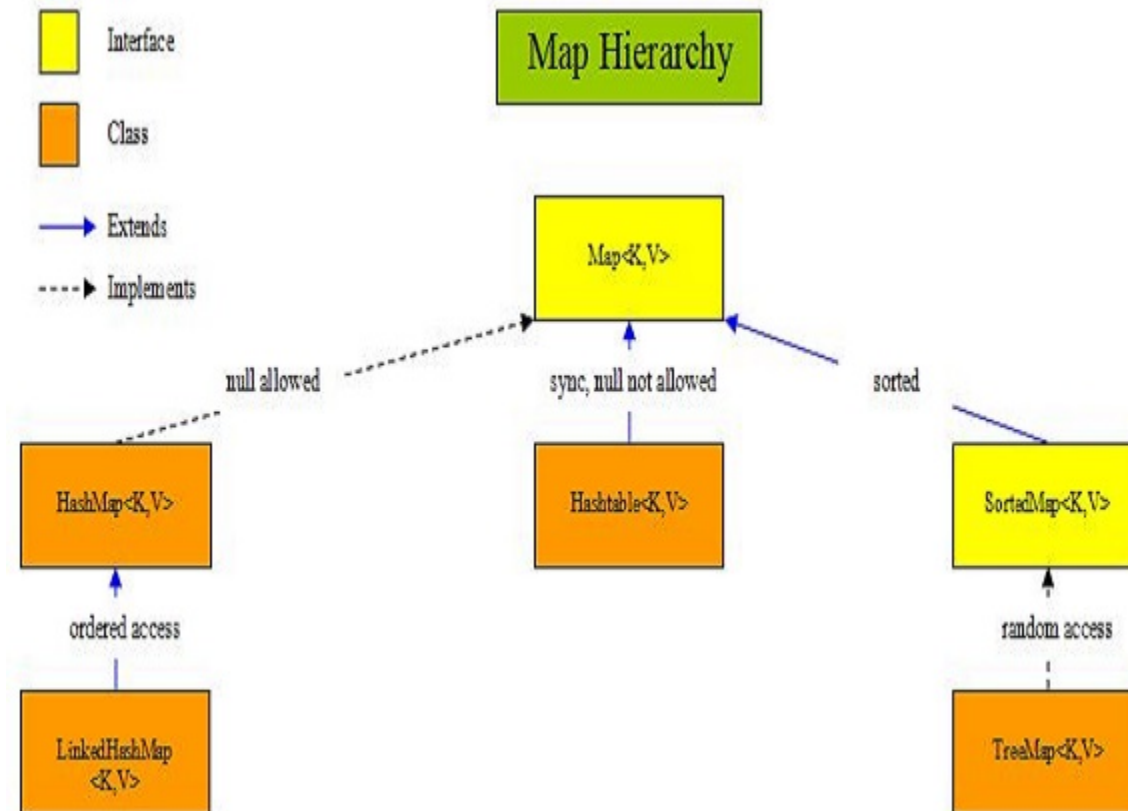 Interface
Map Hierarchy
Class
Extends
Implements
Map<K,V>
null allowed
sync, null not allowed
sorted
HashMap<K,V>
Hashtable<K,V>
SortedMap<K,V>
ordered access
random access
LinkedHashMap
<K,V>
TreeMap<K,V>